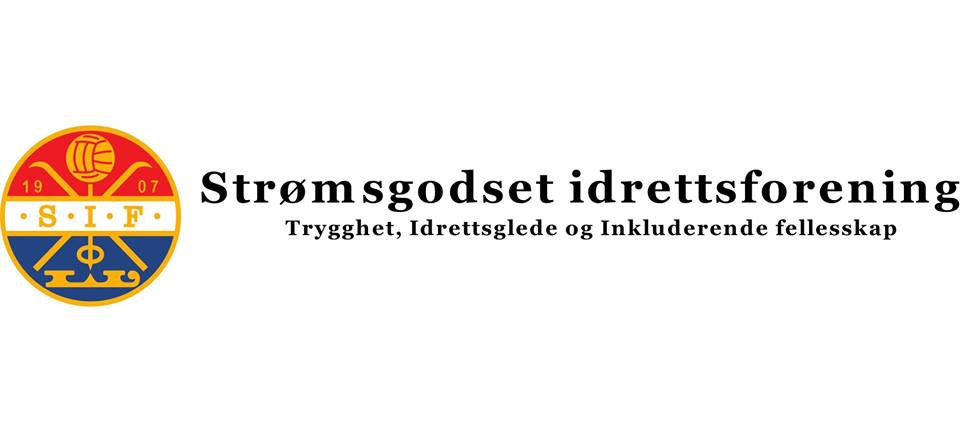 19 07
· S · I · F ·
Strømsgodset idrettsforening
Trygghet, Idrettsglede og Inkluderende fellesskap